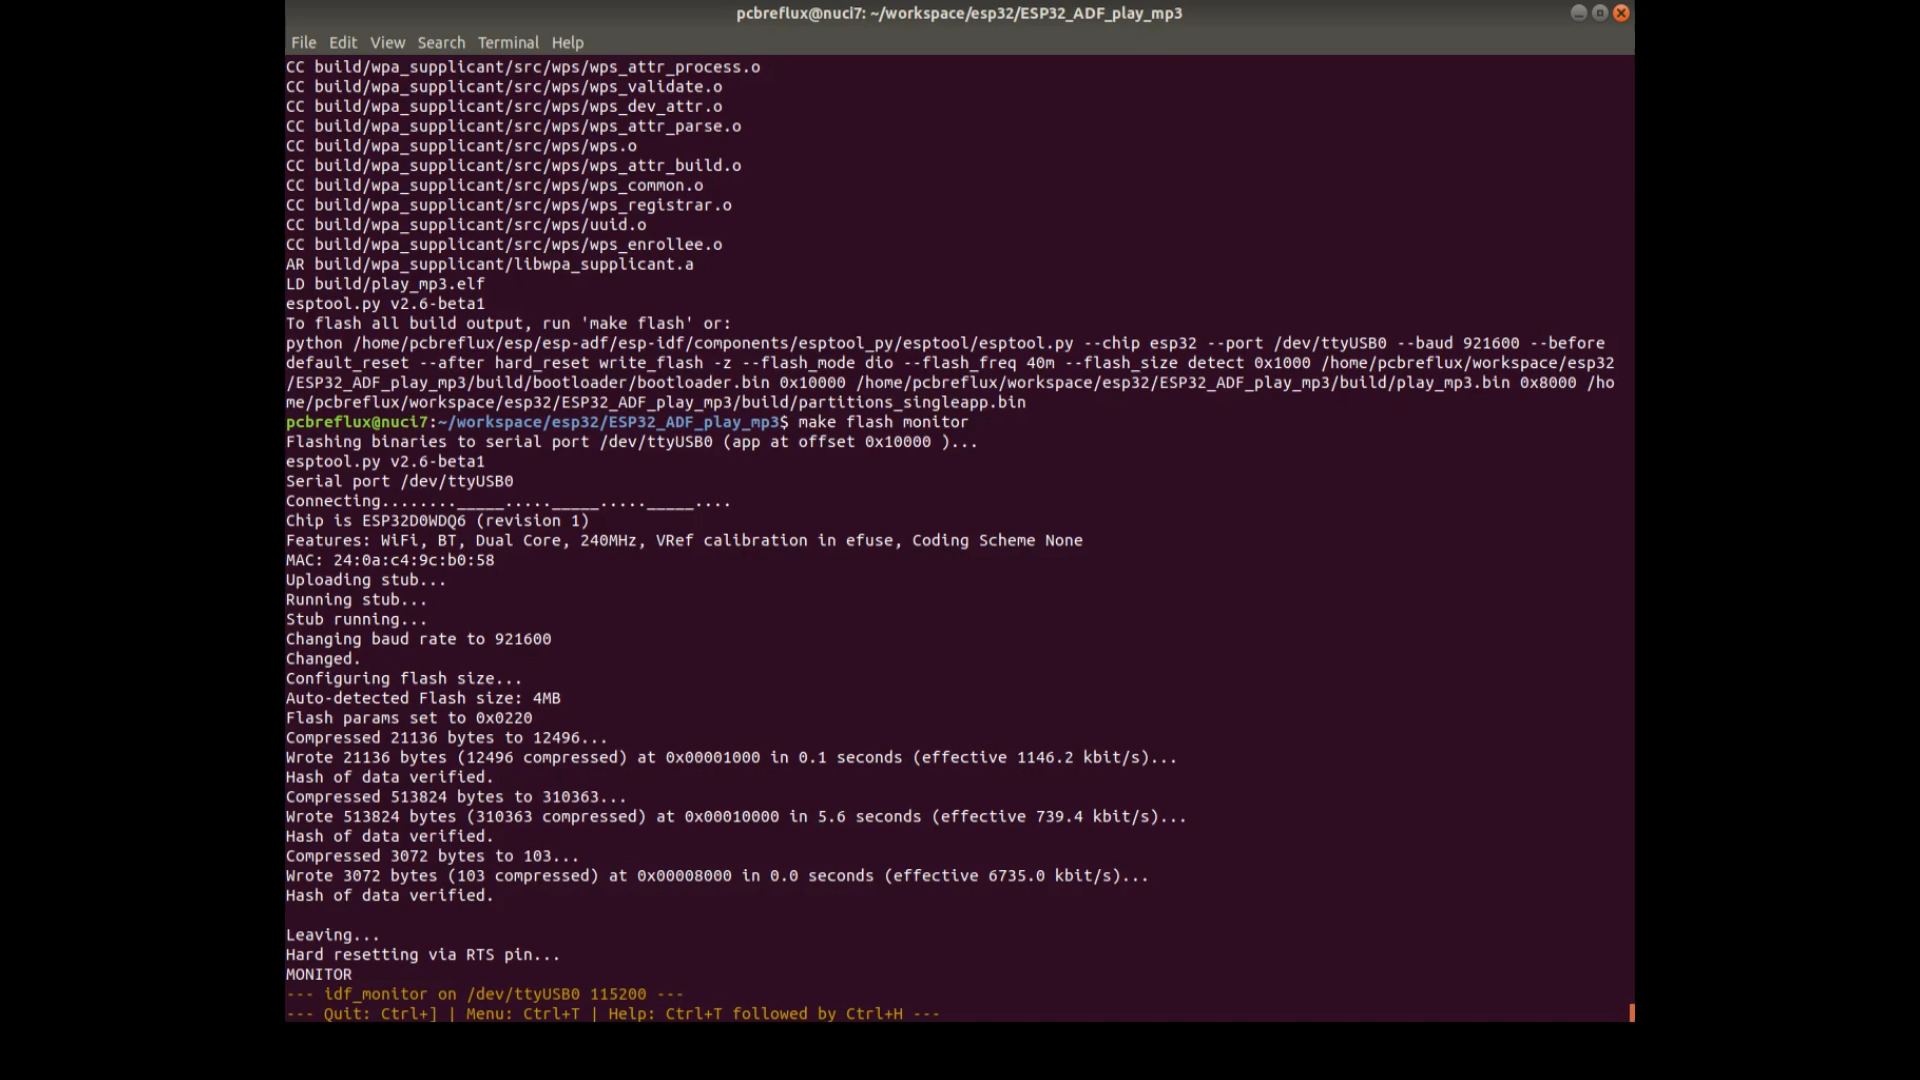 pcbreflux@nuci7: ~/workspace/esp32/ESP32_ADF_play_mp3
File Edit View Search Terminal Help
CC build/wpa_supplicant/src/wps/wps_attr_process.o
CC build/wpa_supplicant/src/wps/wps_validate.o
CC build/wpa_supplicant/src/wps/wps_dev_attr.o
CC build/wpa_supplicant/src/wps/wps_attr_parse.o
CC build/wpa_supplicant/src/wps/wps.o
CC build/wpa_supplicant/src/wps/wps_attr_build.o
CC build/wpa_supplicant/src/wps/wps_common.o
CC build/wpa_supplicant/src/wps/wps_registrar.o
CC build/wpa_supplicant/src/wps/uuid.o
CC build/wpa_supplicant/src/wps/wps_enrollee.o
AR build/wpa_supplicant/libwpa_supplicant.a
LD build/play_mp3.elf
esptool.py v2.6-beta1
To flash all build output, run 'make flash' or:
python /home/pcbreflux/esp/esp-adf/esp-idf/components/esptool_py/esptool/esptool.py --chip esp32 --port /dev/ttyUSB0 --baud 921600 --before
default_reset --after hard_reset write_flash -z --flash_mode dio --flash_freq 40m --flash_size detect 0x1000 /home/pcbreflux/workspace/esp32
/ESP32_ADF_play_mp3/build/bootloader/bootloader.bin 0x10000 /home/pcbreflux/workspace/esp32/ESP32_ADF_play_mp3/build/play_mp3.bin 0x8000 /ho
me/pcbreflux/workspace/esp32/ESP32_ADF_play_mp3/build/partitions_singleapp.bin
pcbreflux@nuci7:~/workspace/esp32/ESP32_ADF_play_mp3$ make flash monitor
Flashing binaries to serial port /dev/ttyUSB0 (app at offset 0x10000 )...
esptool.py v2.6-beta1
Serial port /dev/ttyUSB0
Connecting........_____....._____....._____....
Chip is ESP32D0WDQ6 (revision 1)
Features: WiFi, BT, Dual Core, 240MHz, VRef calibration in efuse, Coding Scheme None
MAC: 24:0a:c4:9c:b0:58
Uploading stub...
Running stub...
Stub running...
Changing baud rate to 921600
Changed.
Configuring flash size...
Auto-detected Flash size: 4MB
Flash params set to 0x0220
Compressed 21136 bytes to 12496...
Wrote 21136 bytes (12496 compressed) at 0x00001000 in 0.1 seconds (effective 1146.2 kbit/s)...
Hash of data verified.
Compressed 513824 bytes to 310363...
Wrote 513824 bytes (310363 compressed) at 0x00010000 in 5.6 seconds (effective 739.4 kbit/s)...
Hash of data verified.
Compressed 3072 bytes to 103...
Wrote 3072 bytes (103 compressed) at 0x00008000 in 0.0 seconds (effective 6735.0 kbit/s)...
Hash of data verified.
Leaving...
Hard resetting via RTS pin...
MONITOR
--- idf_monitor on /dev/ttyUSB0 115200 ---
--- Quit: Ctrl+] | Menu: Ctrl+T | Help: Ctrl+T followed by Ctrl+H ---